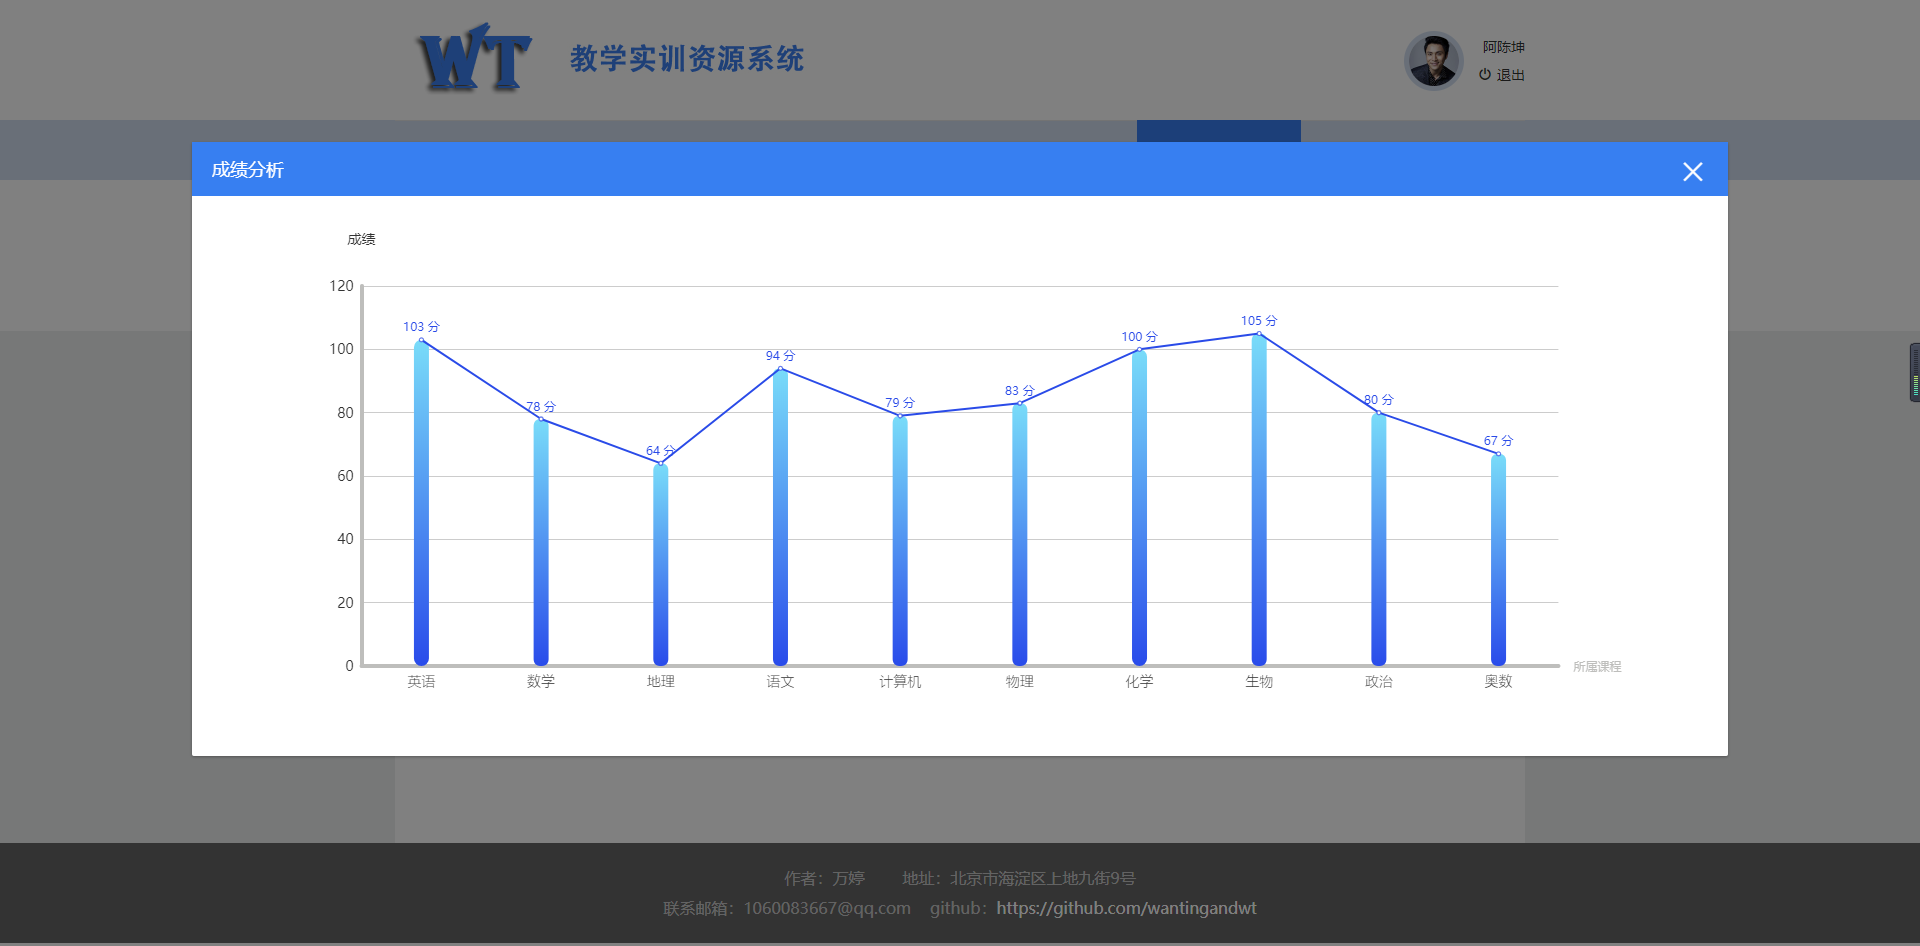 WT 教学实训资源系统
阿陈坤
退出
成绩分析
成绩
120
100
80
60
40
20
0
103 分
78 分
64 分
94 分
79 分
83 分
100 分
105 分
80 分
67 分
英语 数学 地理 语文 计算机 物理 化学 生物 政治 奥数
所属课程
作者：万婷 地址：北京市海淀区上地九街9号
联系邮箱：1060083667@qq.com github：https://github.com/wantingandwt